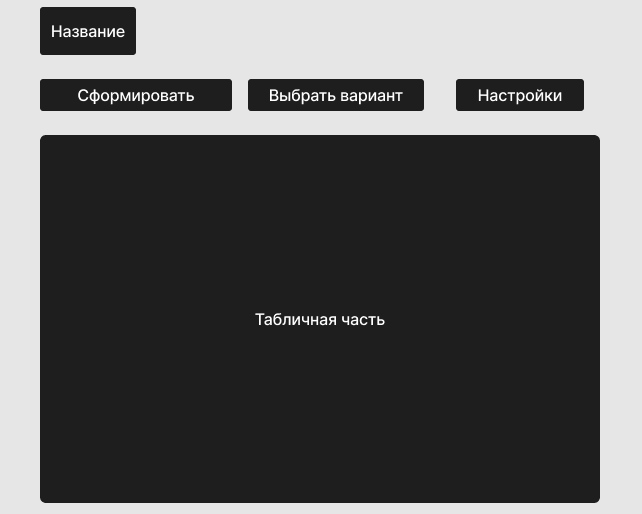 Название
Сформировать
Выбрать вариант
Настройки
Табличная часть